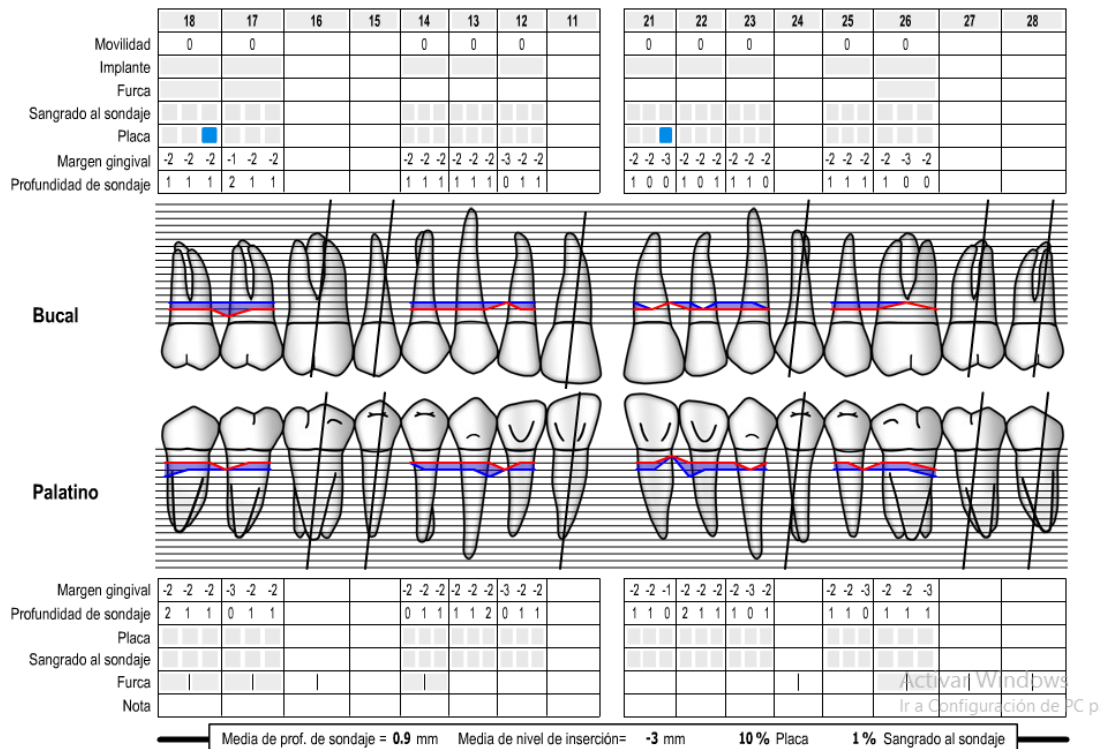 18 17 16 15 14 13 12 11 21 22 23 24 25 26 27 28
Movilidad 0 0 0 0 0 0 0 0 0 0
Implante
Furca
Sangrado al sondaje
Placa
Margen gingival -2 -2 -2 -1 -2 -2 -2 -2 -2 -2 -2 -2 -3 -2 -2 -2 -2 -3 -2 -2 -2 -2 -2 -2 -2 -2 -2 -2 -3 -2
Profundidad de sondaje 1 1 1 2 1 1 1 1 1 1 1 1 0 1 1 1 0 0 1 0 1 1 1 0 1 1 1 1 0 0
Bucal
Palatino
Margen gingival -2 -2 -2 -3 -2 -2 -2 -2 -2 -2 -2 -2 -3 -2 -2 -2 -2 -1 -2 -2 -2 -2 -3 -2 -2 -2 -3 -2 -2 -3
Profundidad de sondaje 2 1 1 0 1 1 0 1 1 1 1 2 0 1 1 1 1 0 2 1 1 1 0 1 1 1 0 1 1 1
Placa
Sangrado al sondaje
Furca
Nota
Activar Windows
Ir a Configuración de PC p
Media de prof. de sondaje = 0.9 mm Media de nivel de inserción= -3 mm 10 % Placa 1 % Sangrado al sondaje